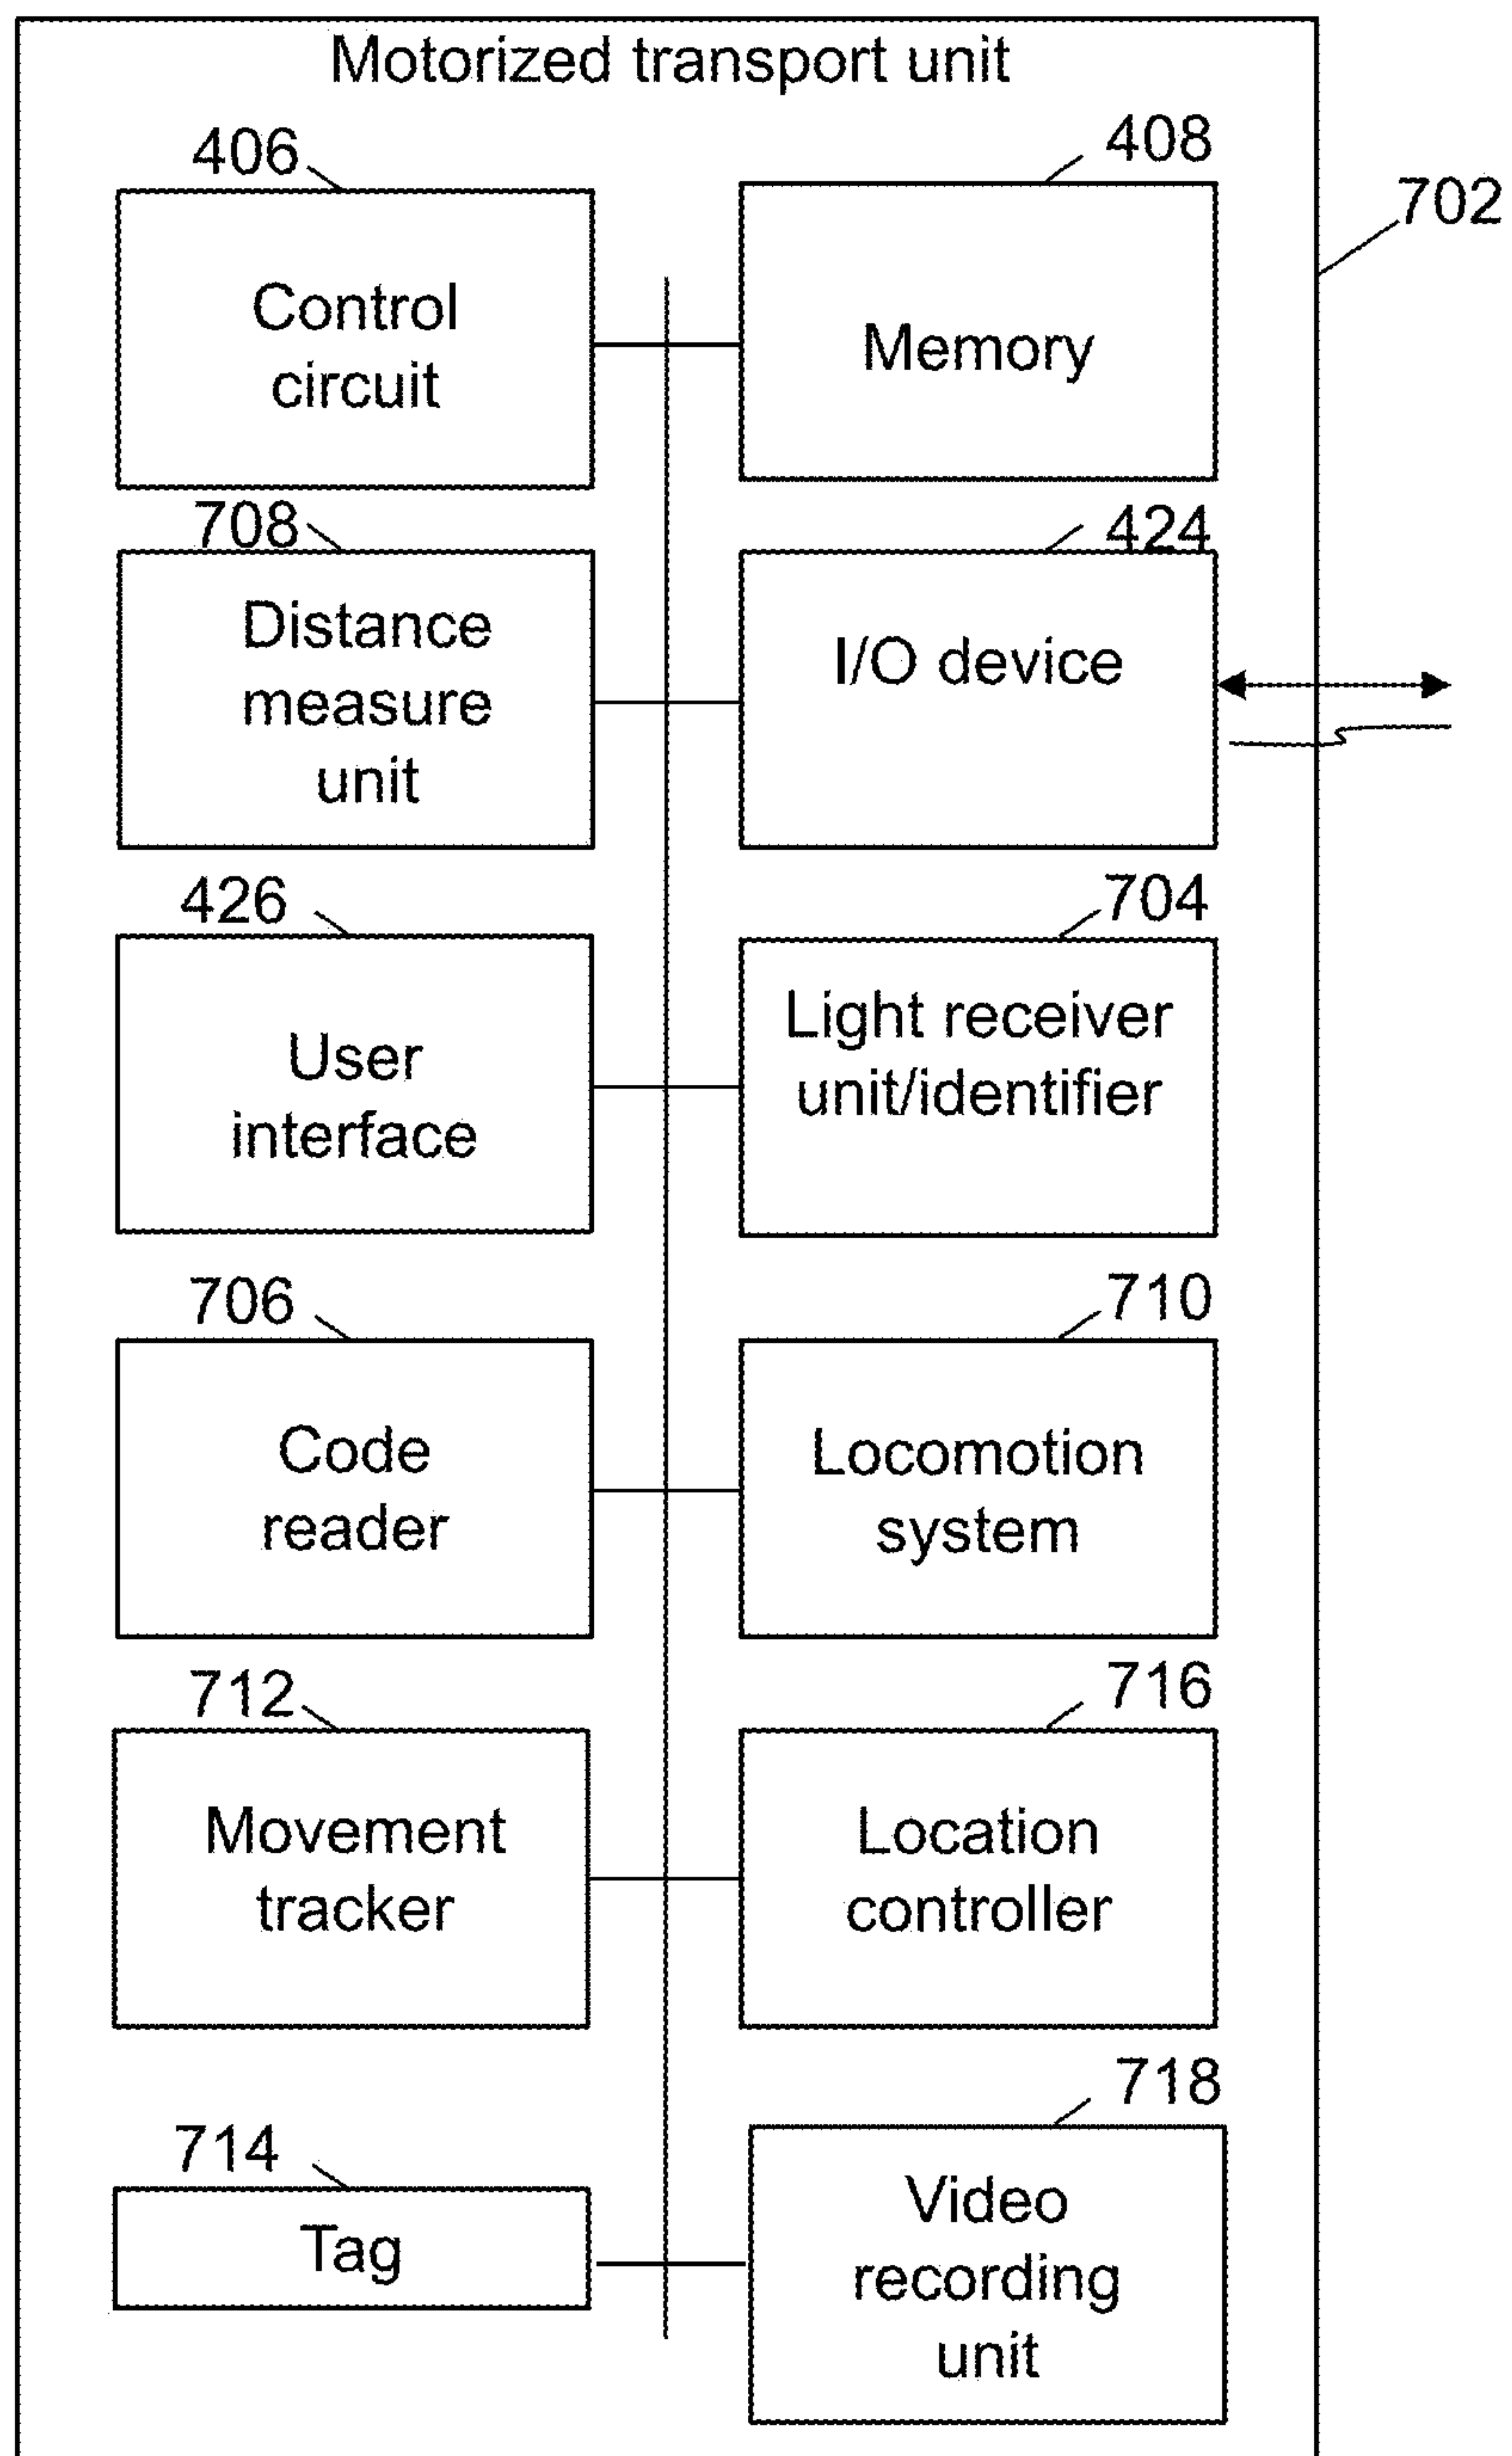 Motorized transport unit
406
408
702
Control
circuit
Memory
708
424
Distance
measure
unit
I/O device
426
704
User
interface
Light receiver
unit/identifier
706
710
Code
reader
Locomotion
system
712
716
Movement
tracker
Location
controller
714
718
Tag
Video
recording
unit